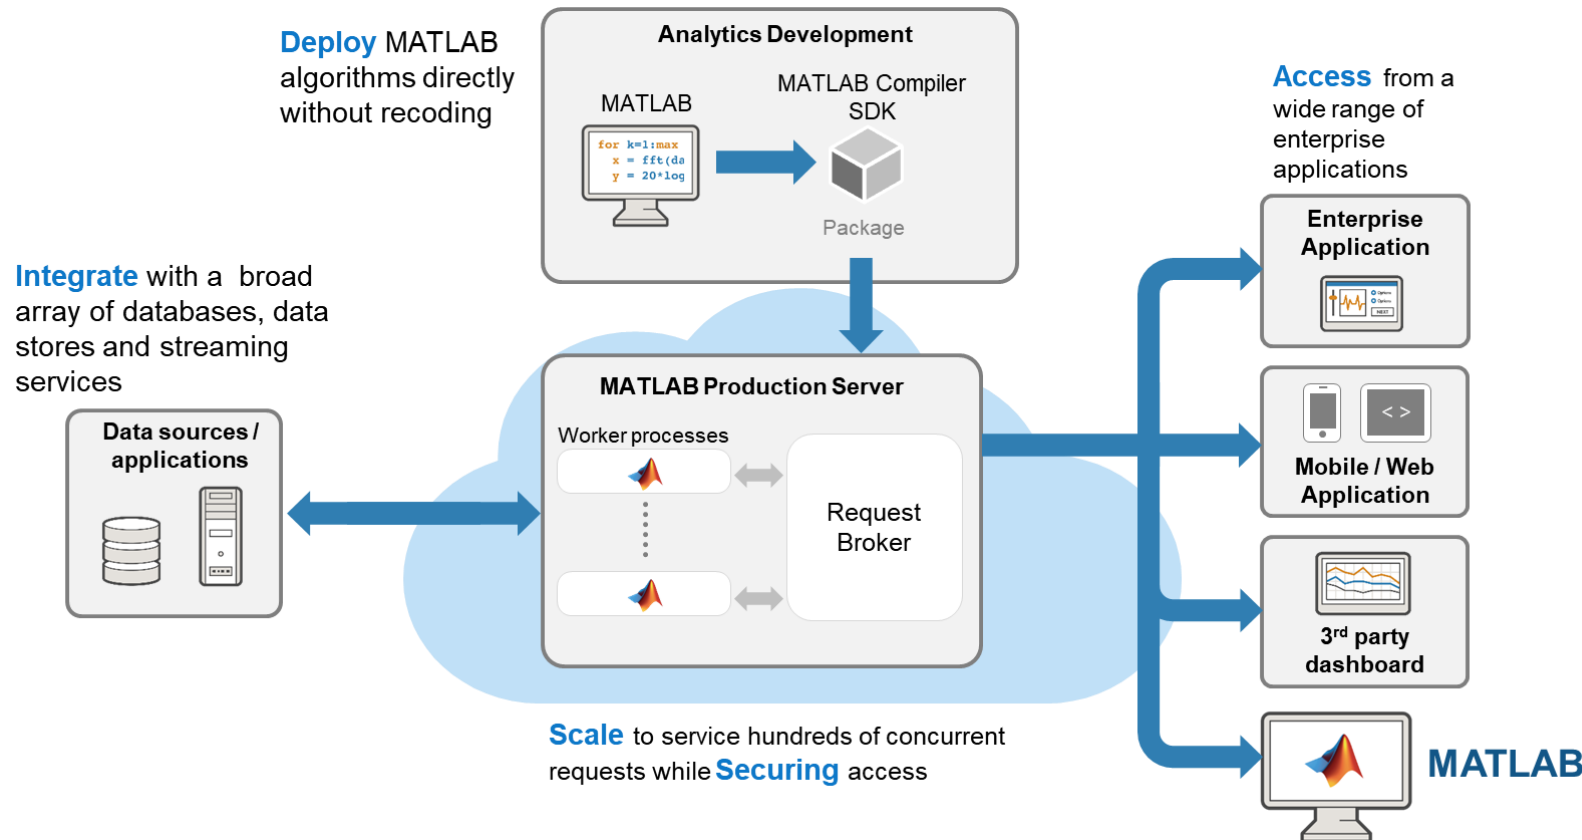 Deploy MATLAB
algorithms directly
without recoding
Analytics Development
MATLAB
MATLAB Compiler
SDK
for k=1:max
x = fft(da
y = 20*log
Package
Access from a
wide range of
enterprise
applications
Enterprise
Application
Options
Options
NEXT
Integrate with a broad
array of databases, data
stores and streaming
services
Data sources /
applications
MATLAB Production Server
Worker processes
Request
Broker
< >
Mobile / Web
Application
3rd party
dashboard
MATLAB
Scale to service hundreds of concurrent
requests while Securing access